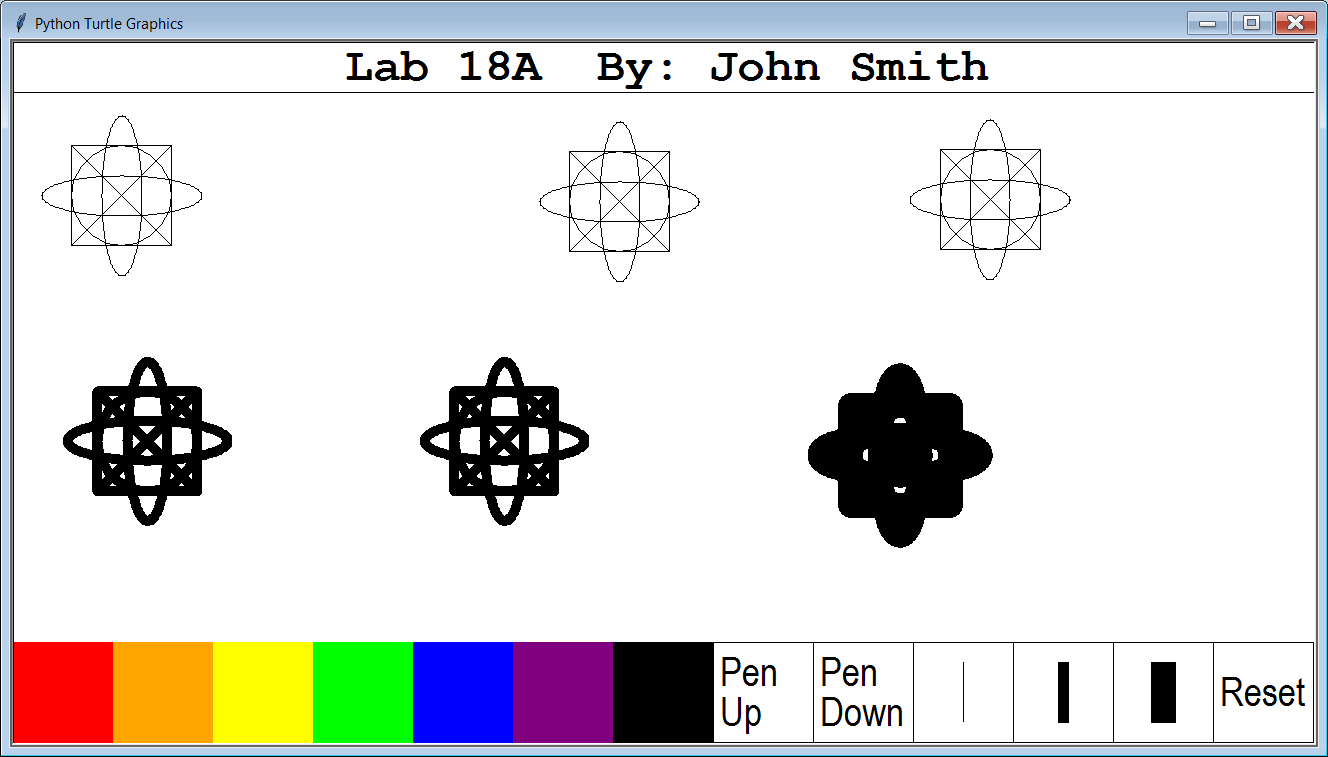 Python Turtle Graphics
Lab 18A  By: John Smith
Pen
Up
Pen
Down
Reset